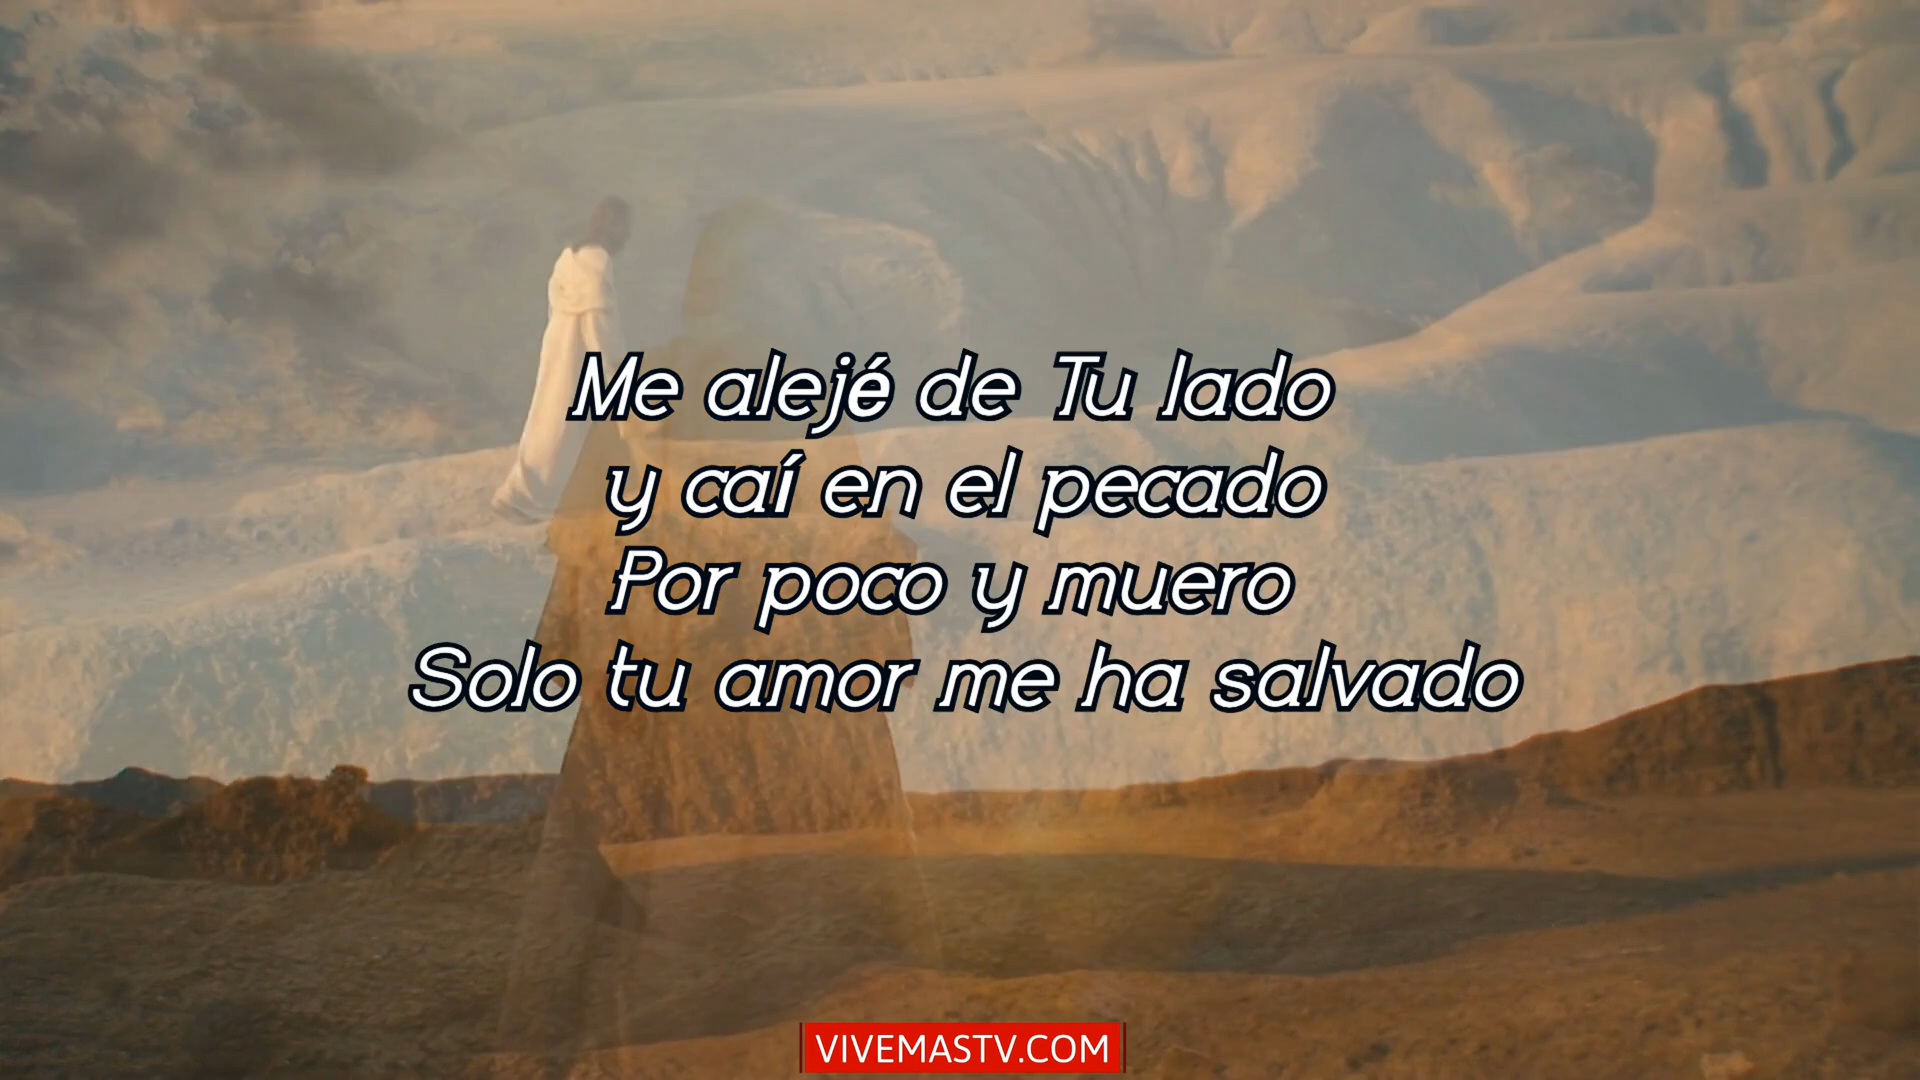 Me alejé de Tu lado
y caí en el pecado
Por poco y muero
Solo tu amor me ha salvado
VIVEMASTV.COM